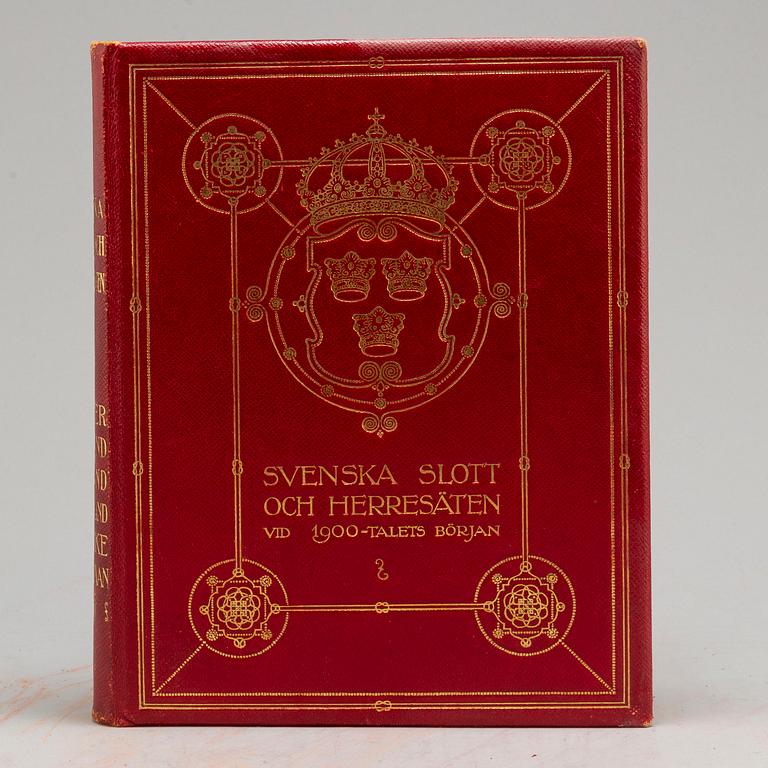 SVENSKA SLOTT
OCH HERRESÄTEN
VID 1900-TALETS BÖRJAN